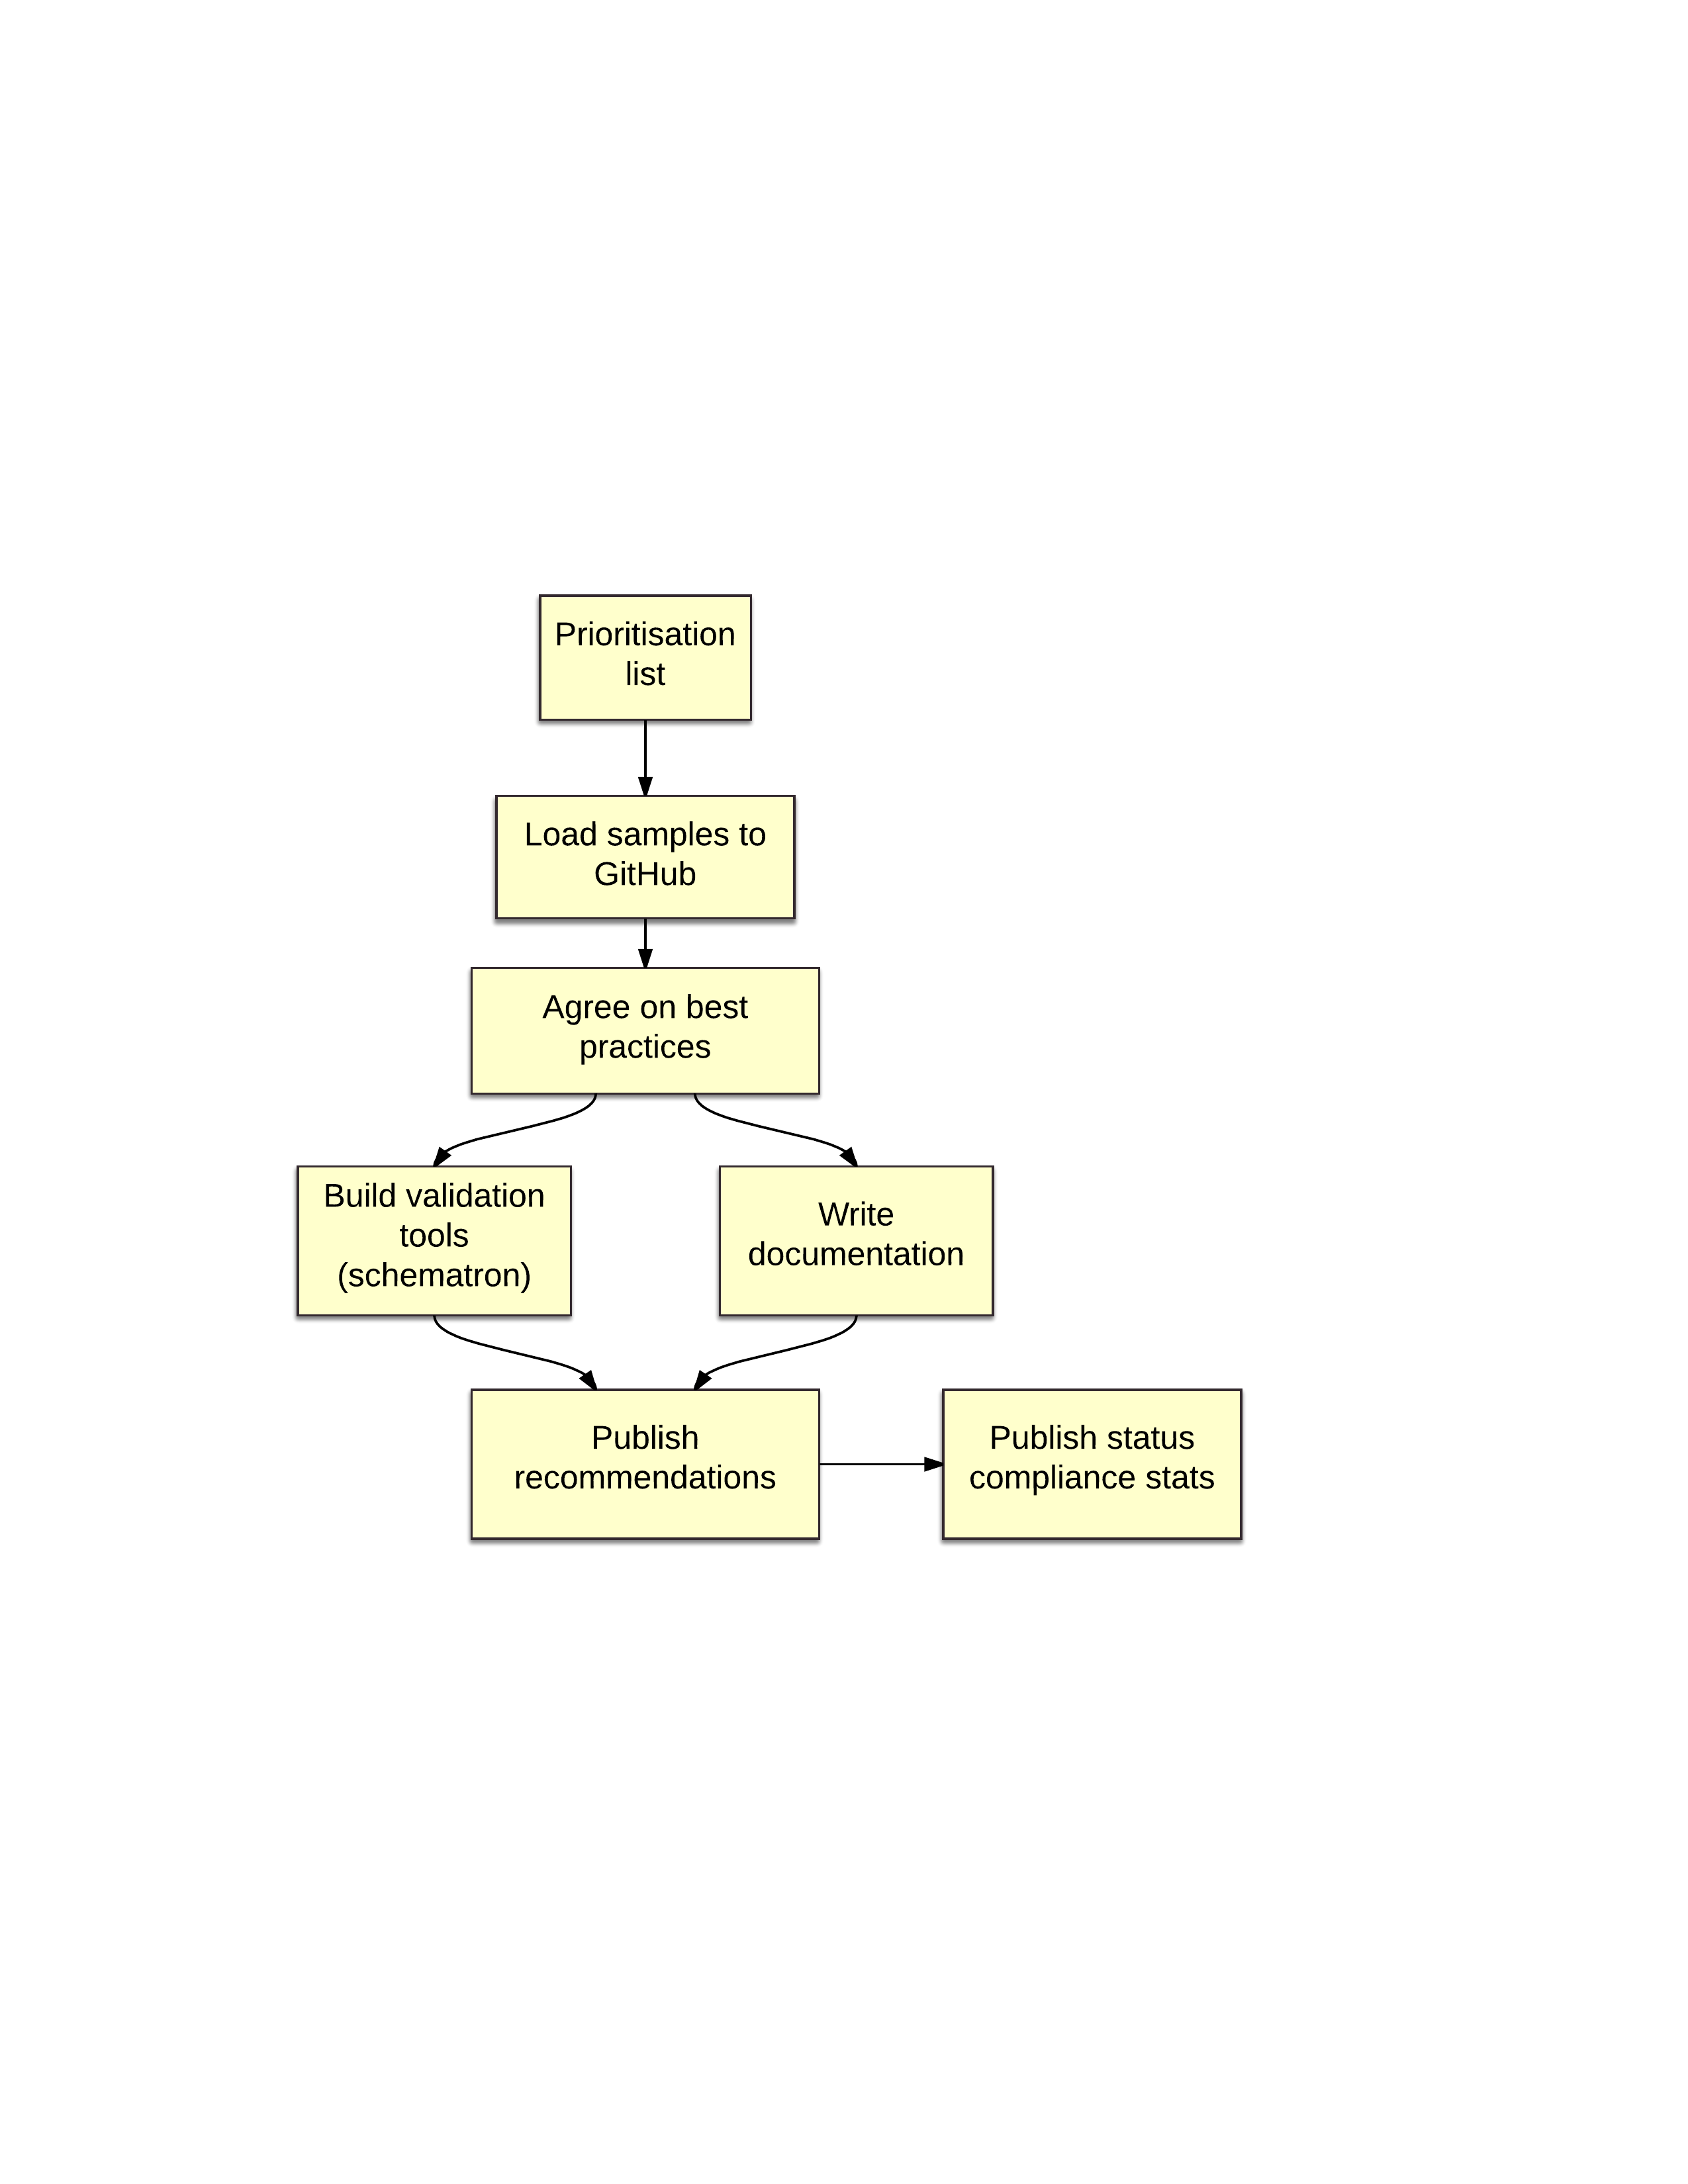 Prioritisation
list
Load samples to
GitHub
Agree on best
practices
Build validation
tools
(schematron)
Write
documentation
Publish
recommendations
Publish status
compliance stats